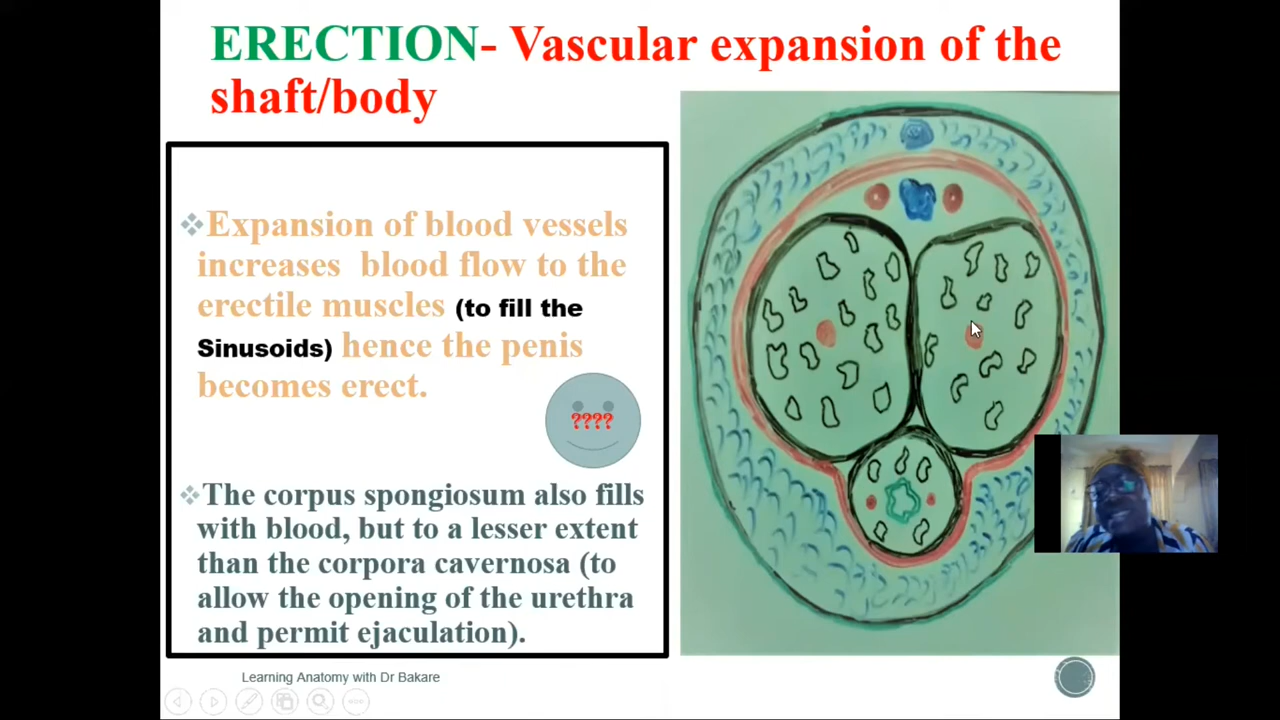 ERECTION- Vascular expansion of the
shaft/body
❖Expansion of blood vessels
increases blood flow to the
erectile muscles (to fill the
Sinusoids) hence the penis
becomes erect.
????
❖The corpus spongiosum also fills
with blood, but to a lesser extent
than the corpora cavernosa (to
allow the opening of the urethra
and permit ejaculation).
Learning Anatomy with Dr Bakare